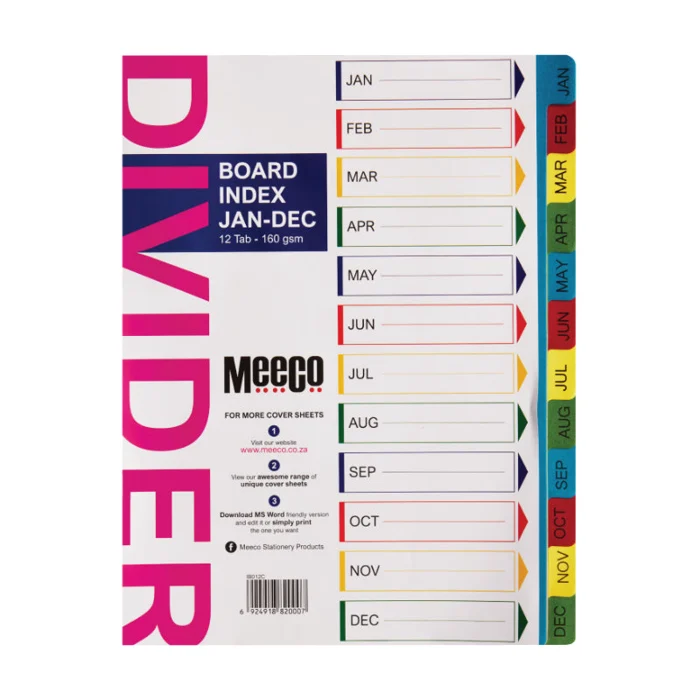 DIVIDER
BOARD
INDEX
JAN-DEC
12 Tab - 160 gsm
MeeCo
FOR MORE COVER SHEETS
1
Visit our website
www.meeco.co.za
2
View our awesome range of
unique cover sheets
3
Download MS Word friendly version
and edit it or simply print
the one you want
f Meeco Stationery Products
6 924918 820007
JAN
FEB
MAR
APR
MAY
JUN
JUL
AUG
SEP
OCT
NOV
DEC
JAN
FEB
MAR
APR
MAY
JUN
JUL
AUG
SEP
OCT
NOV
DEC